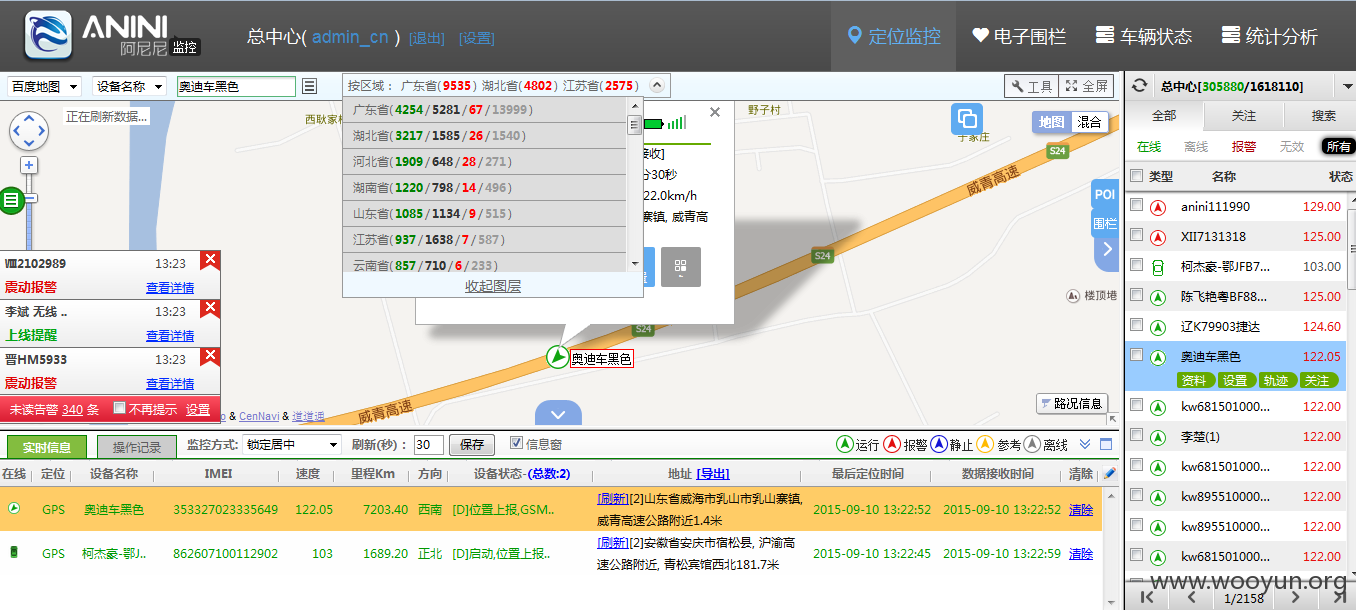 ANINI
阿尼尼 监控
总中心( admin_cn ) [退出] [设置]
定位监控 电子围栏 车辆状态 统计分析
百度地图 设备名称 奥迪车黑色
按区域： 广东省(9535) 湖北省(4802) 江苏省(2575)
工具 全屏
正在刷新数据...
广东省(4254/5281/67/13999)
湖北省(3217/1585/26/1540)
河北省(1909/648/28/271)
湖南省(1220/798/14/496)
山东省(1085/1134/9/515)
江苏省(937/1638/7/587)
云南省(857/710/6/233)
收起图层
接收]
分30秒
22.0km/h
寨镇, 威青高
西耿家
野子村
于家庄
地图 混合
S24
威青高速
POI
围栏
S24
楼顶埠
S24
奥迪车黑色
威青高速
路况信息
& CenNavi & 道道通
Ⅷ2102989 13:23
震动报警 查看详情
李斌 无线 .. 13:23
上线提醒 查看详情
晋HM5933 13:23
震动报警 查看详情
未读告警 340 条 不再提示 设置
实时信息 操作记录 监控方式: 锁定居中 刷新(秒): 30 保存 信息窗
运行 报警 静止 参考 离线
在线 定位 设备名称 IMEI 速度 里程Km 方向 设备状态-(总数:2) 地址 [导出] 最后定位时间 数据接收时间 清除
GPS 奥迪车黑色 353327023335649 122.05 7203.40 西南 [D]位置上报,GSM.. [刷新][2]山东省威海市乳山市乳山寨镇, 2015-09-10 13:22:52 2015-09-10 13:22:52 清除
威青高速公路附近1.4米
GPS 柯杰豪-鄂J.. 862607100112902 103 1689.20 正北 [D]启动,位置上报.. [刷新][2]安徽省安庆市宿松县, 沪渝高 2015-09-10 13:22:45 2015-09-10 13:22:59 清除
速公路附近, 青松宾馆西北181.7米
总中心[305880/1618110]
全部 关注 搜索
在线 离线 报警 无效 所有
类型 名称 状态
anini111990 129.00
XII7131318 125.00
柯杰豪-鄂JFB7... 103.00
陈飞艳粤BF88... 125.00
辽K79903捷达 124.60
奥迪车黑色 122.05
资料 设置 轨迹 关注
kw681501000... 122.00
李楚(1) 122.00
kw681501000... 122.00
kw895510000... 122.00
kw895510000... 122.00
kw681501000... 122.00
www.wooyun.org
1/2158